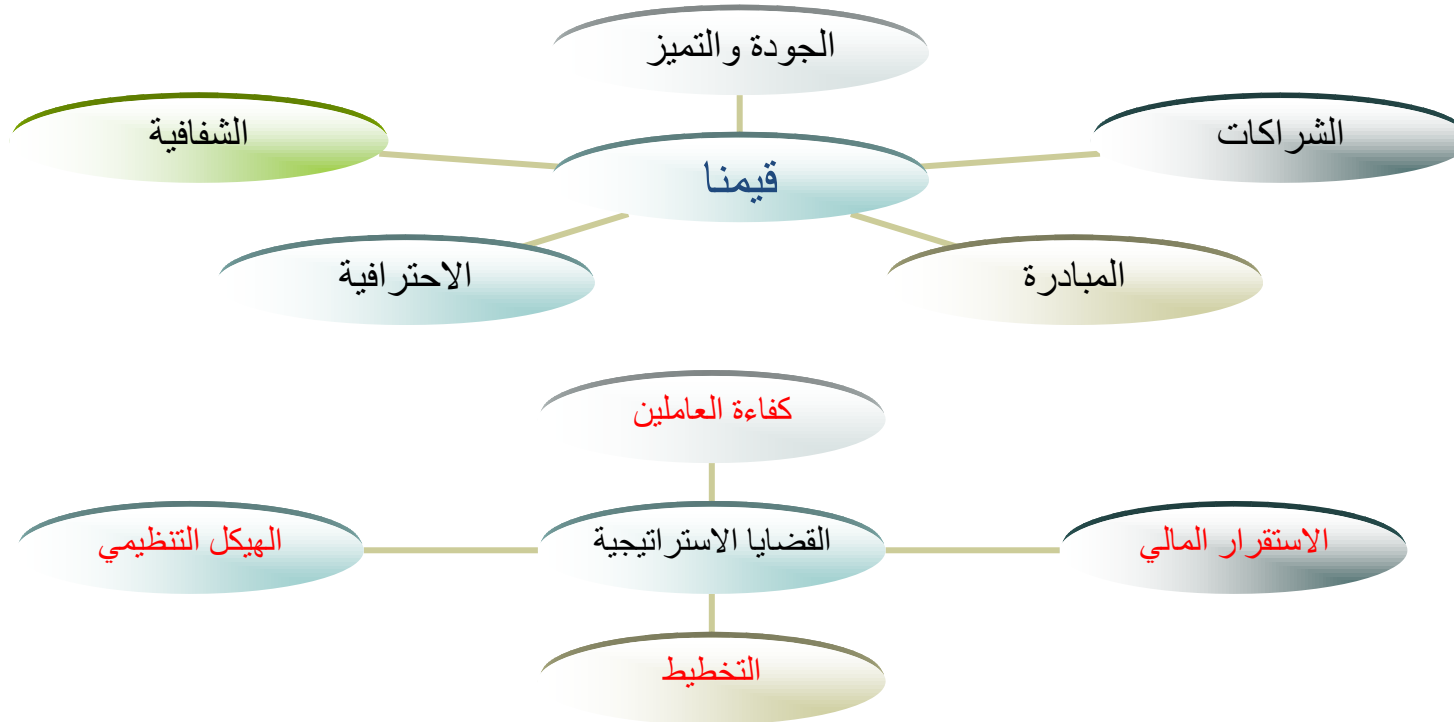 الجودة والتميز
الشراكات
الشفافية
قيمنا
المبادرة
الاحترافية
كفاءة العاملين
الاستقرار المالي
القضايا الاستراتيجية
الهيكل التنظيمي
التخطيط